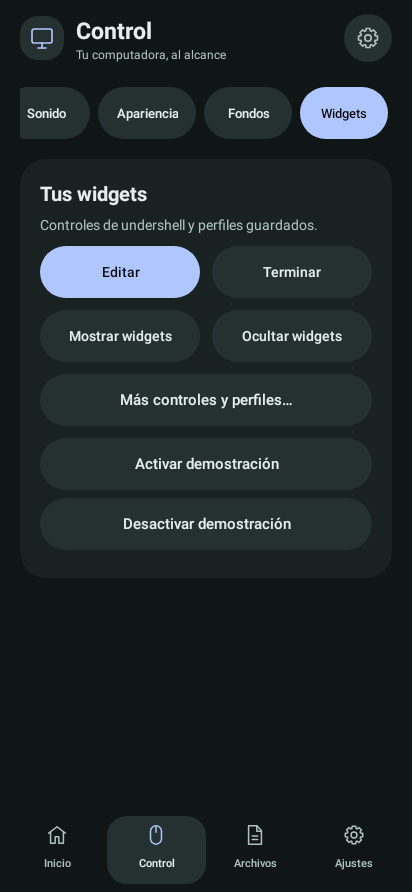 Control
Tu computadora, al alcance
Sonido
Apariencia
Fondos
Widgets
Tus widgets
Controles de undershell y perfiles guardados.
Editar
Terminar
Mostrar widgets
Ocultar widgets
Más controles y perfiles…
Activar demostración
Desactivar demostración
Inicio
Control
Archivos
Ajustes